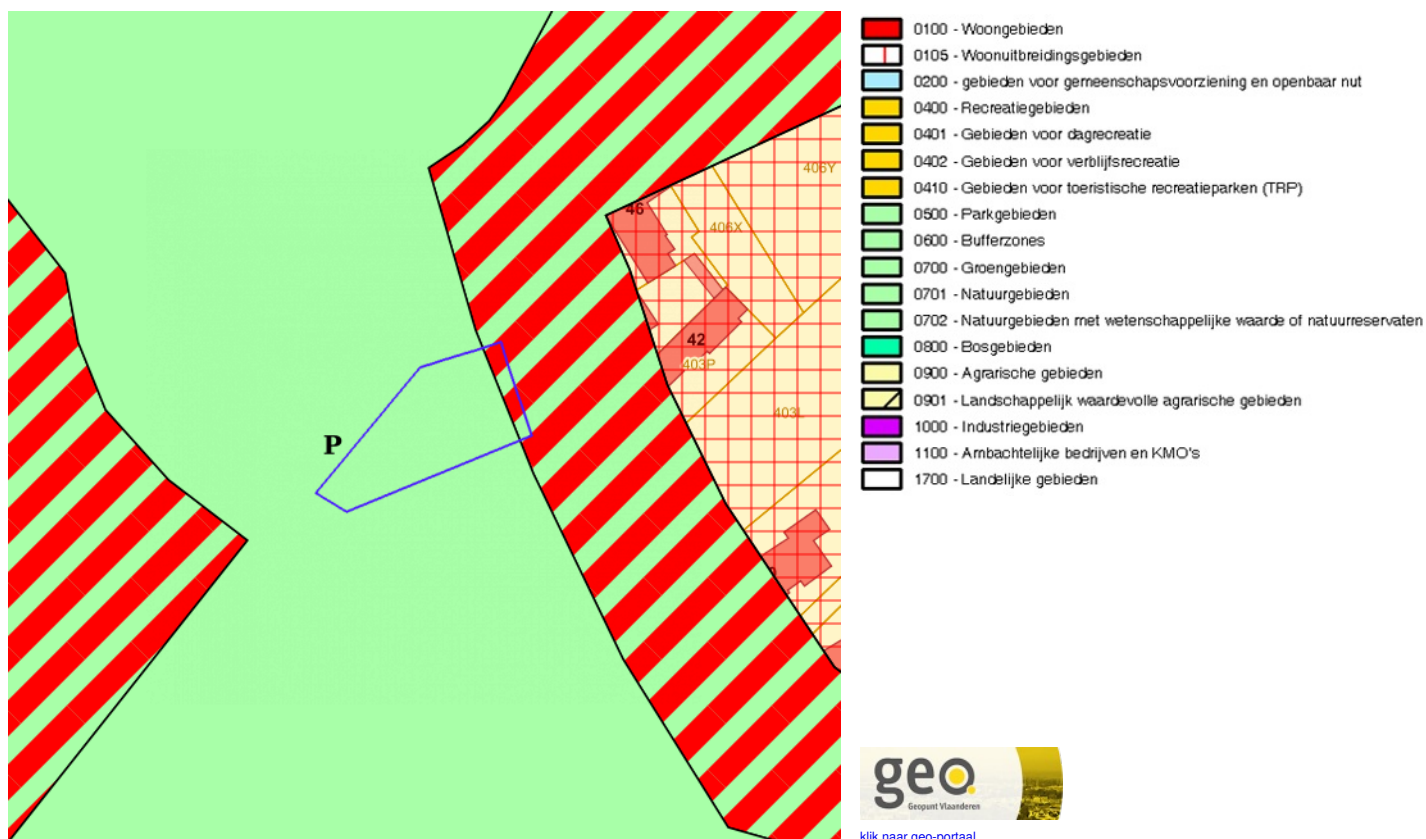 406Y
46
406X
42
403P
403L
P
0100 - Woongebieden
0105 - Woonuitbreidingsgebieden
0200 - gebieden voor gemeenschapsvoorziening en openbaar nut
0400 - Recreatiegebieden
0401 - Gebieden voor dagrecreatie
0402 - Gebieden voor verblijfsrecreatie
0410 - Gebieden voor toeristische recreatieparken (TRP)
0500 - Parkgebieden
0600 - Bufferzones
0700 - Groengebieden
0701 - Natuurgebieden
0702 - Natuurgebieden met wetenschappelijke waarde of natuurreservaten
0800 - Bosgebieden
0900 - Agrarische gebieden
0901 - Landschappelijk waardevolle agrarische gebieden
1000 - Industriegebieden
1100 - Ambachtelijke bedrijven en KMO's
1700 - Landelijke gebieden
geo
Geopunt Vlaanderen
klik naar geo-portaal